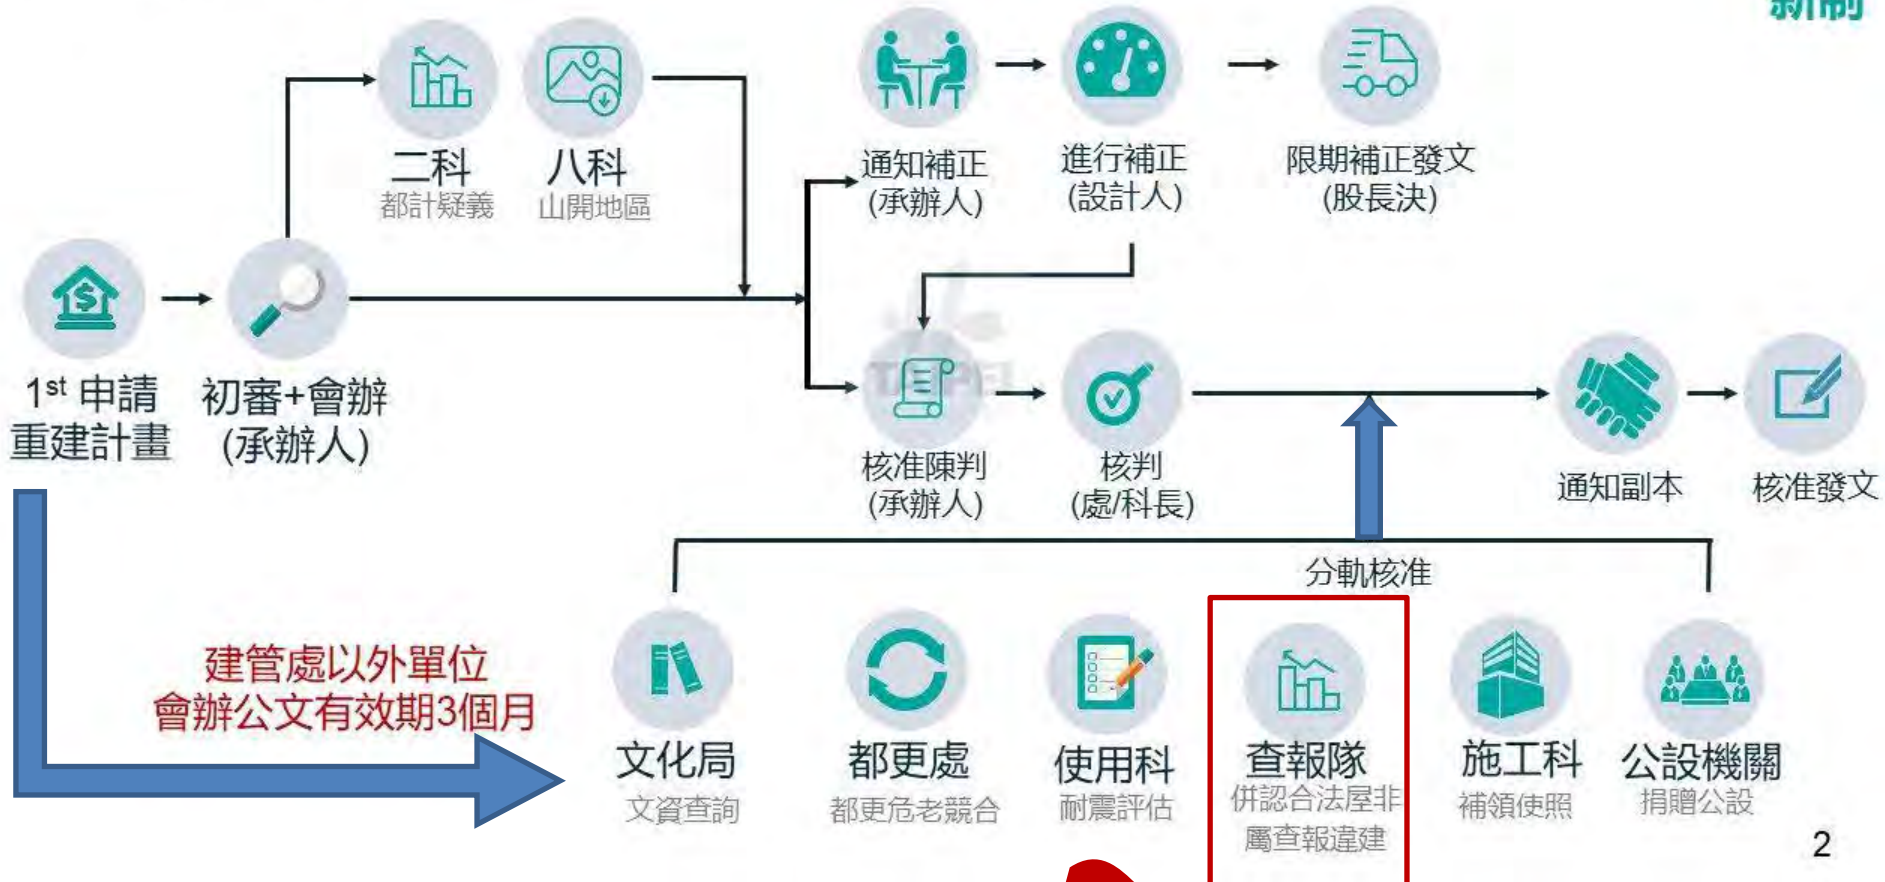 新制
二科
都計疑義
八科
山開地區
通知補正
(承辦人)
進行補正
(設計人)
限期補正發文
(股長決)
1st 申請
重建計畫
初審+會辦
(承辦人)
TAIPEI
核准陳判
(承辦人)
核判
(處/科長)
通知副本
核准發文
分軌核准
建管處以外單位
會辦公文有效期3個月
文化局
文資查詢
都更處
都更危老競合
使用科
耐震評估
查報隊
併認合法屋非
屬查報違建
施工科
補領使照
公設機關
捐贈公設
2